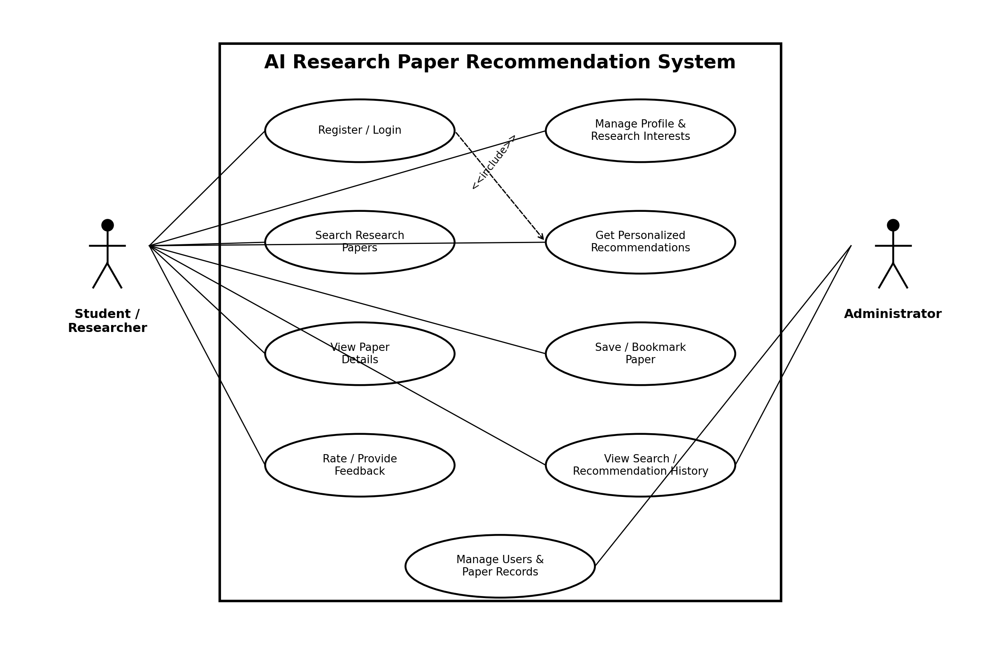 AI Research Paper Recommendation System
Register / Login
Manage Profile &
Research Interests
<<include>>
Search Research
Papers
Get Personalized
Recommendations
Student /
Researcher
Administrator
View Paper
Details
Save / Bookmark
Paper
Rate / Provide
Feedback
View Search /
Recommendation History
Manage Users &
Paper Records